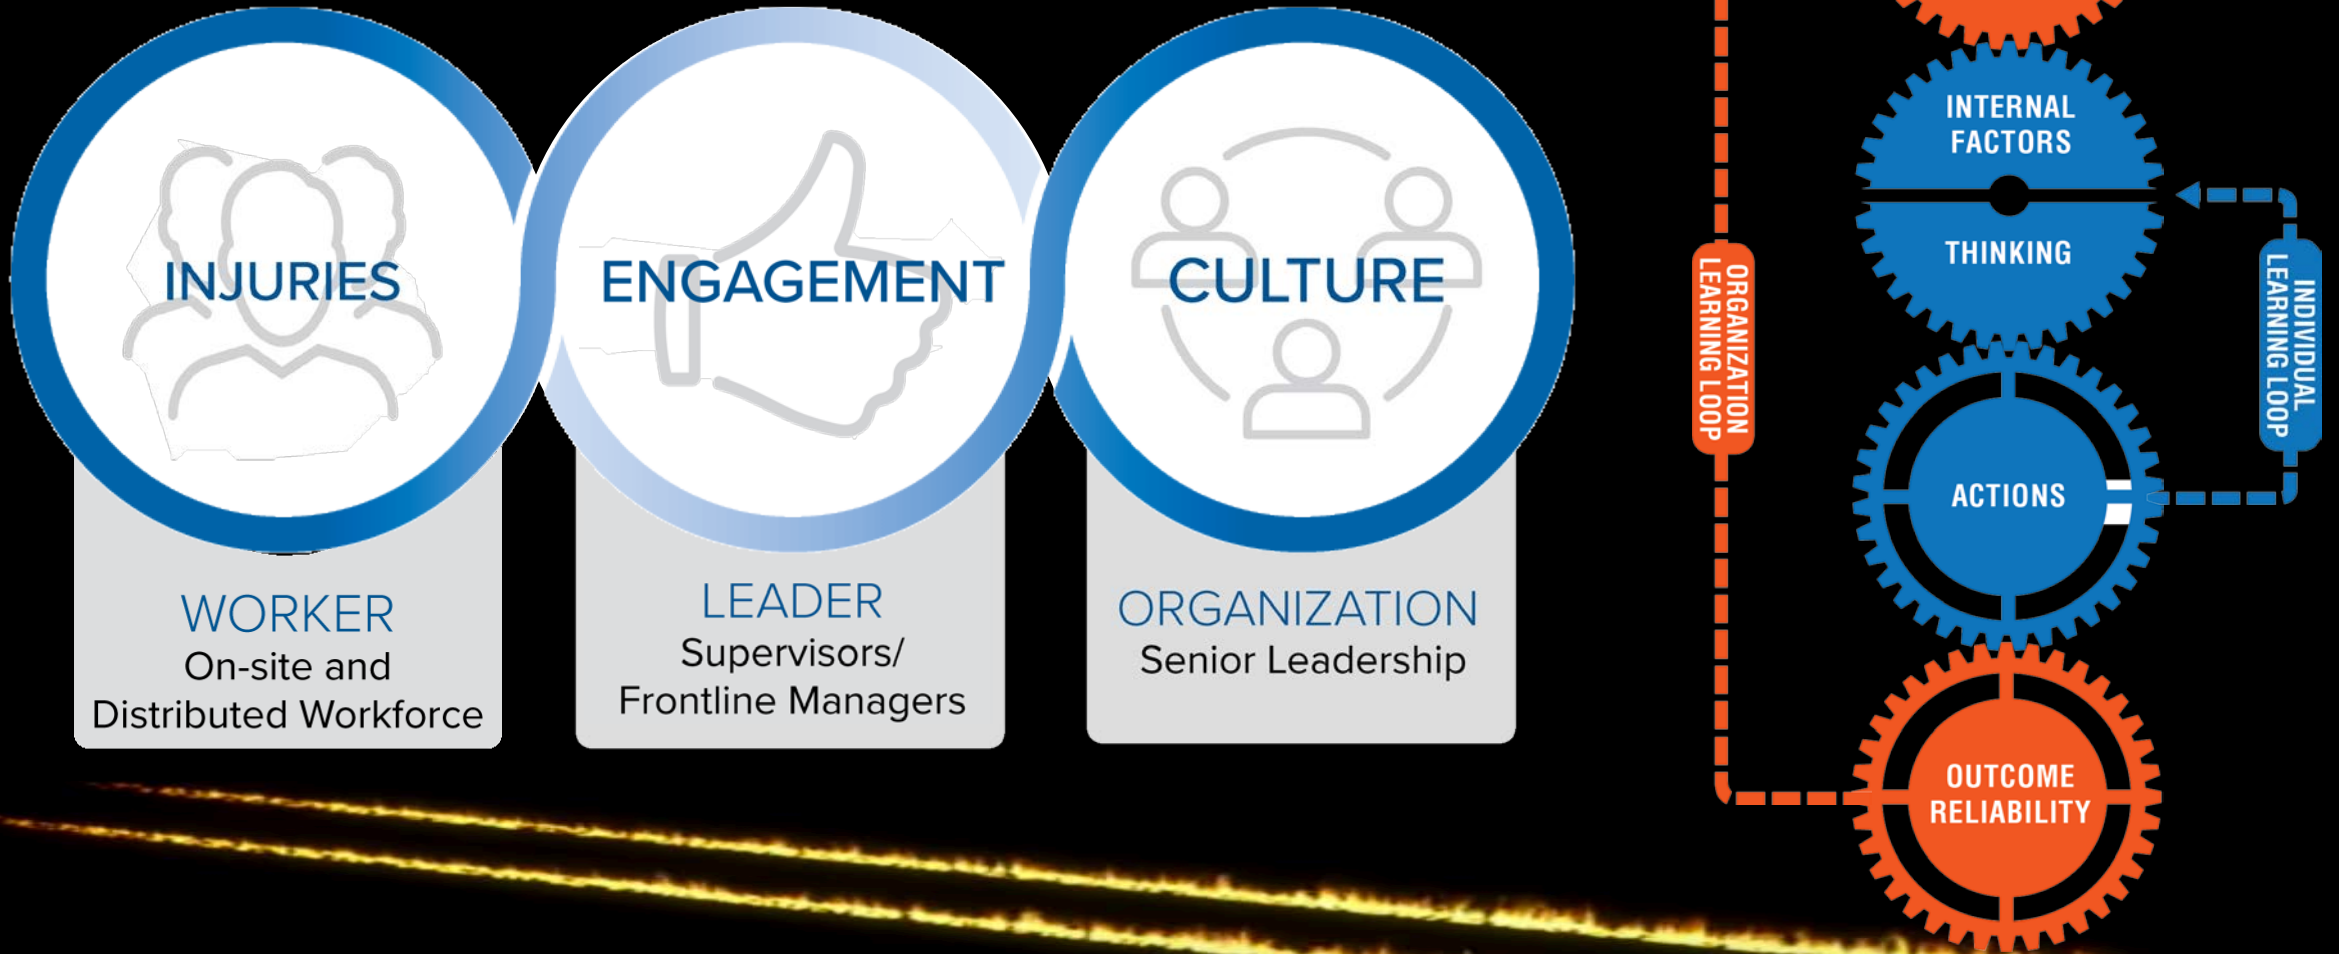 INJURIES
WORKER
On-site and
Distributed Workforce
ENGAGEMENT
LEADER
Supervisors/
Frontline Managers
CULTURE
ORGANIZATION
Senior Leadership
ORGANIZATION
LEARNING LOOP
INTERNAL
FACTORS
THINKING
ACTIONS
OUTCOME
RELIABILITY
INDIVIDUAL
LEARNING LOOP